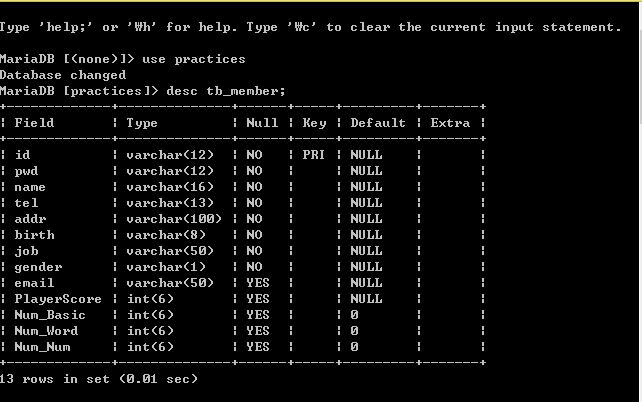 Type 'help;' or '₩h' for help. Type '₩c' to clear the current input statement.
MariaDB [(none)]> use practices
Database changed
MariaDB [practices]> desc tb_member;
+-------------+--------------+------+-----+---------+-------+
| Field | Type | Null | Key | Default | Extra |
+-------------+--------------+------+-----+---------+-------+
| id | varchar(12) | NO | PRI | NULL | |
| pwd | varchar(12) | NO | | NULL | |
| name | varchar(16) | NO | | NULL | |
| tel | varchar(13) | NO | | NULL | |
| addr | varchar(100) | NO | | NULL | |
| birth | varchar(8) | NO | | NULL | |
| job | varchar(50) | NO | | NULL | |
| gender | varchar(1) | NO | | NULL | |
| email | varchar(50) | YES | | NULL | |
| PlayerScore | int(6) | YES | | NULL | |
| Num_Basic | int(6) | YES | | 0 | |
| Num_Word | int(6) | YES | | 0 | |
| Num_Num | int(6) | YES | | 0 | |
+-------------+--------------+------+-----+---------+-------+
13 rows in set (0.01 sec)